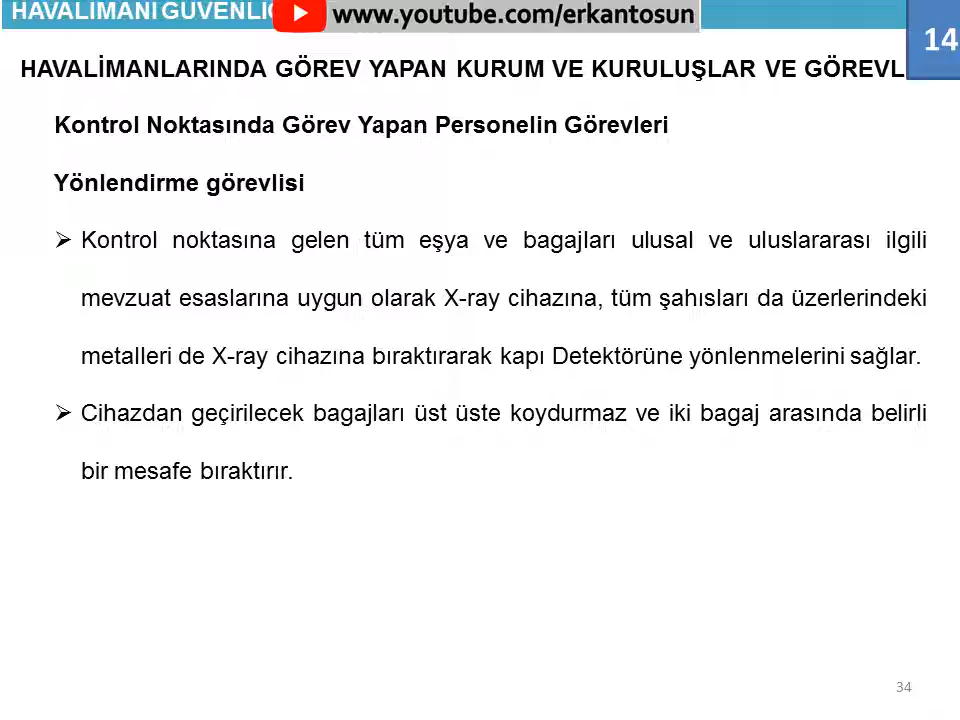 HAVALİMANI GÜVENLİĞ
www.youtube.com/erkantosun
14
HAVALİMANLARINDA GÖREV YAPAN KURUM VE KURULUŞLAR VE GÖREVL
Kontrol Noktasında Görev Yapan Personelin Görevleri
Yönlendirme görevlisi
Kontrol noktasına gelen tüm eşya ve bagajları ulusal ve uluslararası ilgili
mevzuat esaslarına uygun olarak X-ray cihazına, tüm şahısları da üzerlerindeki
metalleri de X-ray cihazına bıraktırarak kapı Detektörüne yönlenmelerini sağlar.
Cihazdan geçirilecek bagajları üst üste koydurmaz ve iki bagaj arasında belirli
bir mesafe bıraktırır.
34